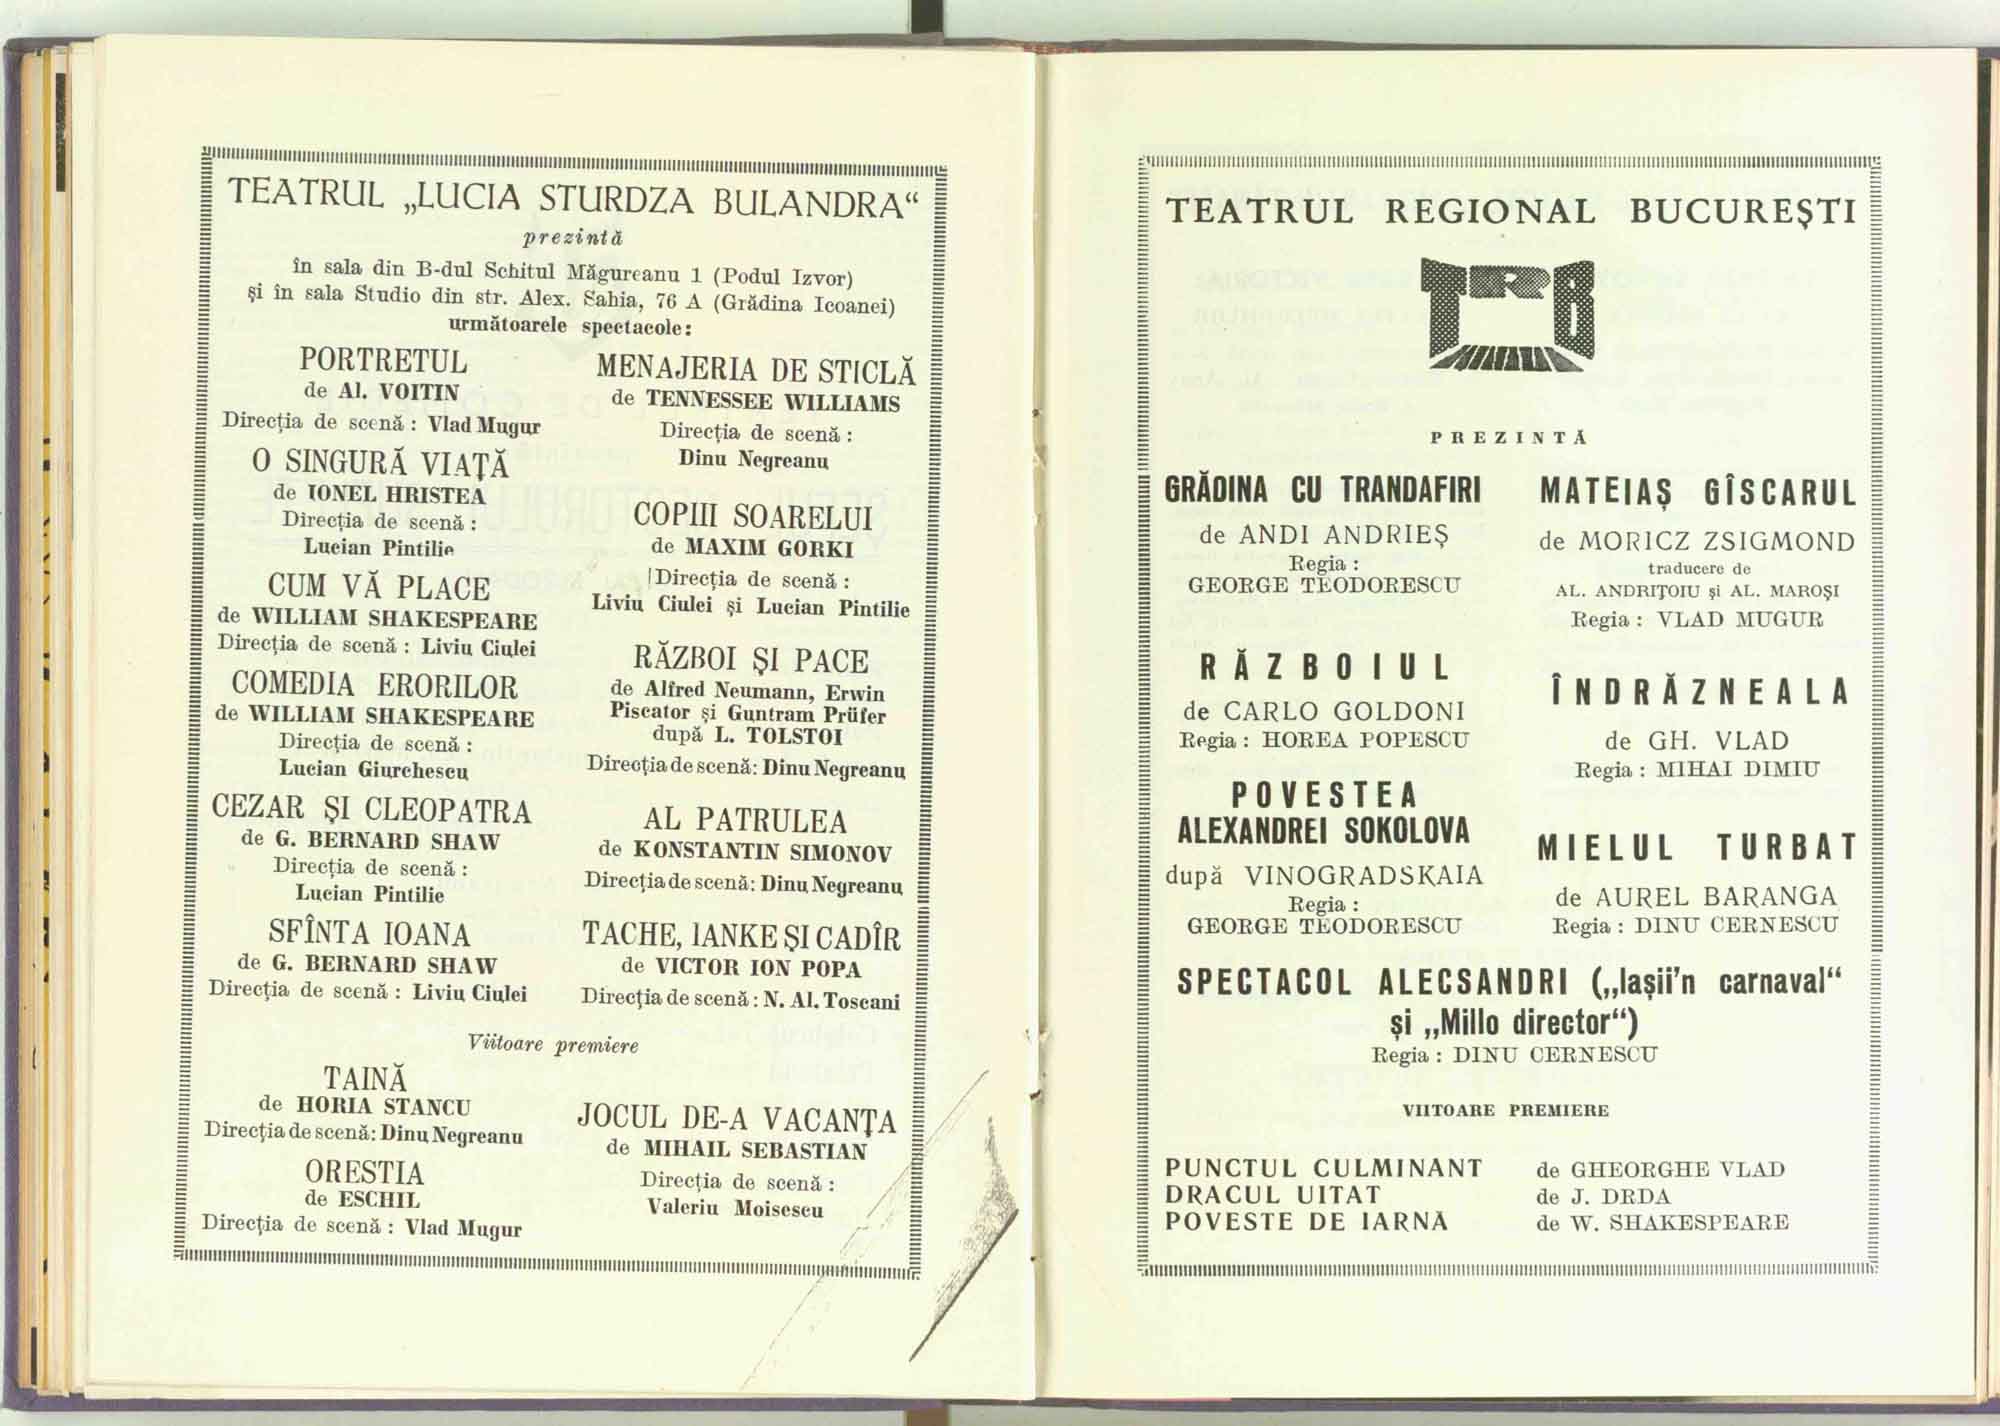 TEATRUL „LUCIA STURDZA BULANDRA“
prezintă
în sala din B-dul Schitul Măgureanu 1 (Podul Izvor)
și în sala Studio din str. Alex. Sahia, 76 A (Grădina Icoanei)
următoarele spectacole:
PORTRETUL
de Al. VOITIN
Direcția de scenă : Vlad Mugur
O SINGURĂ VIAȚĂ
de IONEL HRISTEA
Direcția de scenă :
Lucian Pintilie
CUM VĂ PLACE
de WILLIAM SHAKESPEARE
Direcția de scenă : Liviu Ciulei
COMEDIA ERORILOR
de WILLIAM SHAKESPEARE
Direcția de scenă :
Lucian Giurchescu
CEZAR ȘI CLEOPATRA
de G. BERNARD SHAW
Direcția de scenă :
Lucian Pintilie
SFÎNTA IOANA
de G. BERNARD SHAW
Direcția de scenă : Liviu Ciulei
MENAJERIA DE STICLĂ
de TENNESSEE WILLIAMS
Direcția de scenă :
Dinu Negreanu
COPIII SOARELUI
de MAXIM GORKI
Direcția de scenă :
Liviu Ciulei și Lucian Pintilie
RĂZBOI ȘI PACE
de Alfred Neumann, Erwin
Piscator și Guntram Prüfer
după L. TOLSTOI
Direcția de scenă: Dinu Negreanu
AL PATRULEA
de KONSTANTIN SIMONOV
Direcția de scenă: Dinu Negreanu
TACHE, IANKE ȘI CADÎR
de VICTOR ION POPA
Direcția de scenă : N. Al. Toscani
Viitoare premiere
TAINĂ
de HORIA STANCU
Direcția de scenă: Dinu Negreanu
ORESTIA
de ESCHIL
Direcția de scenă : Vlad Mugur
JOCUL DE-A VACANȚA
de MIHAIL SEBASTIAN
Direcția de scenă :
Valeriu Moisescu
TEATRUL REGIONAL BUCUREȘTI
TRB
PREZINTĂ
GRĂDINA CU TRANDAFIRI
de ANDI ANDRIEȘ
Regia :
GEORGE TEODORESCU
RĂZBOIUL
de CARLO GOLDONI
Regia : HOREA POPESCU
POVESTEA
ALEXANDREI SOKOLOVA
după VINOGRADSKAIA
Regia :
GEORGE TEODORESCU
MATEIAȘ GÎSCARUL
de MORICZ ZSIGMOND
traducere de
AL. ANDRIȚOIU și AL. MAROȘI
Regia : VLAD MUGUR
ÎNDRĂZNEALA
de GH. VLAD
Regia : MIHAI DIMIU
MIELUL TURBAT
de AUREL BARANGA
Regia : DINU CERNESCU
SPECTACOL ALECSANDRI („Iașii'n carnaval“
și „Millo director“)
Regia : DINU CERNESCU
VIITOARE PREMIERE
PUNCTUL CULMINANT de GHEORGHE VLAD
DRACUL UITAT de J. DRDA
POVESTE DE IARNĂ de W. SHAKESPEARE